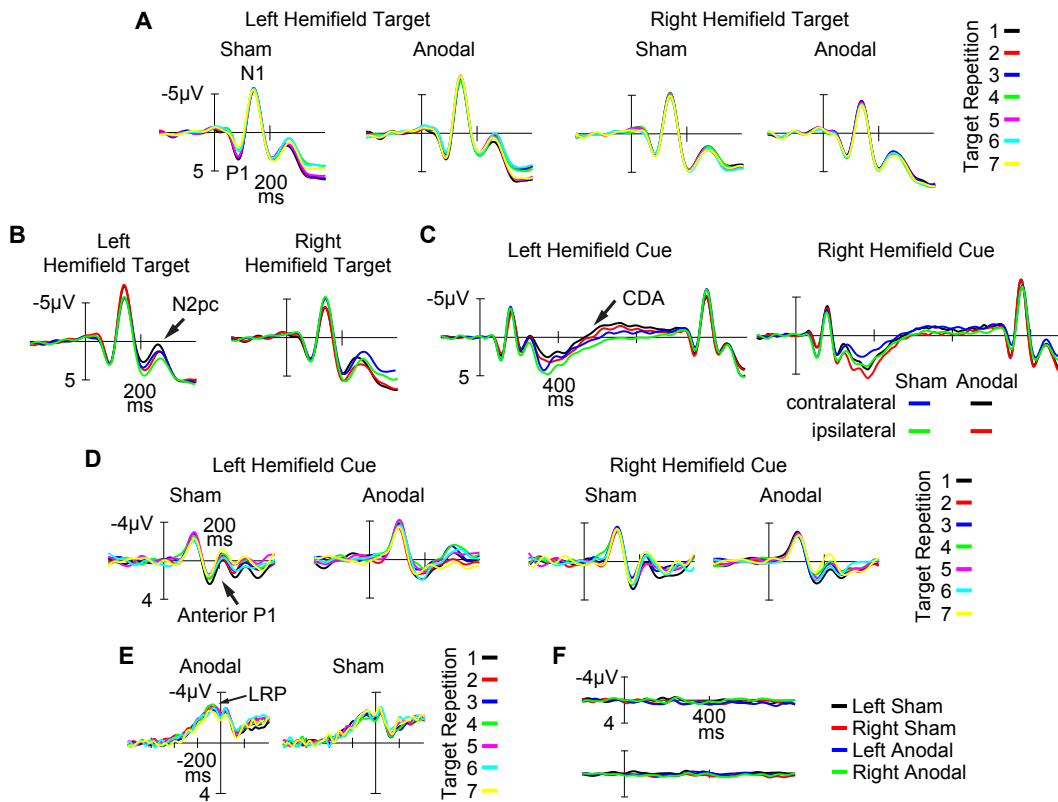 A
Left Hemifield Target
Right Hemifield Target
Sham
Anodal
Sham
Anodal
N1
-5µV
5
P1
200
ms
Target Repetition
1
2
3
4
5
6
7
B
Left
Hemifield Target
Right
Hemifield Target
-5µV
N2pc
5
200
ms
C
Left Hemifield Cue
Right Hemifield Cue
-5µV
CDA
5
400
ms
Sham
Anodal
contralateral
ipsilateral
D
Left Hemifield Cue
Right Hemifield Cue
Sham
Anodal
Sham
Anodal
-4µV
200
ms
4
Anterior P1
Target Repetition
1
2
3
4
5
6
7
E
Anodal
Sham
-4µV
LRP
-200
ms
4
Target Repetition
1
2
3
4
5
6
7
F
-4µV
4
400
ms
Left Sham
Right Sham
Left Anodal
Right Anodal